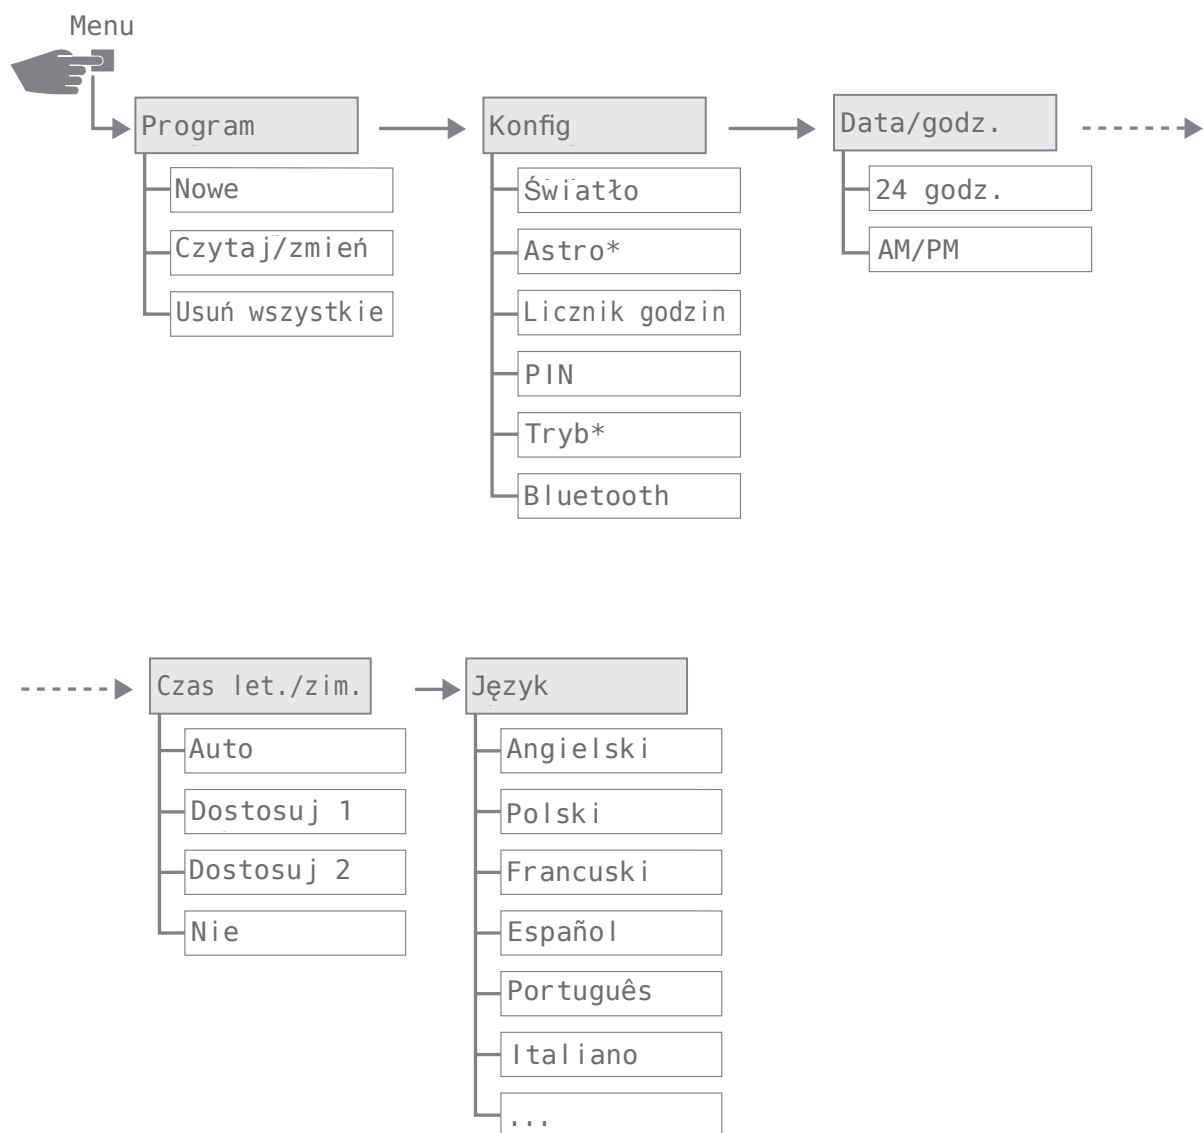 Menu
Program
Nowe
Czytaj/zmień
Usuń wszystkie
Konfig
Światło
Astro*
Licznik godzin
PIN
Tryb*
Bluetooth
Data/godz.
24 godz.
AM/PM
Czas let./zim.
Auto
Dostosuj 1
Dostosuj 2
Nie
Język
Angielski
Polski
Francuski
Español
Português
Italiano
...